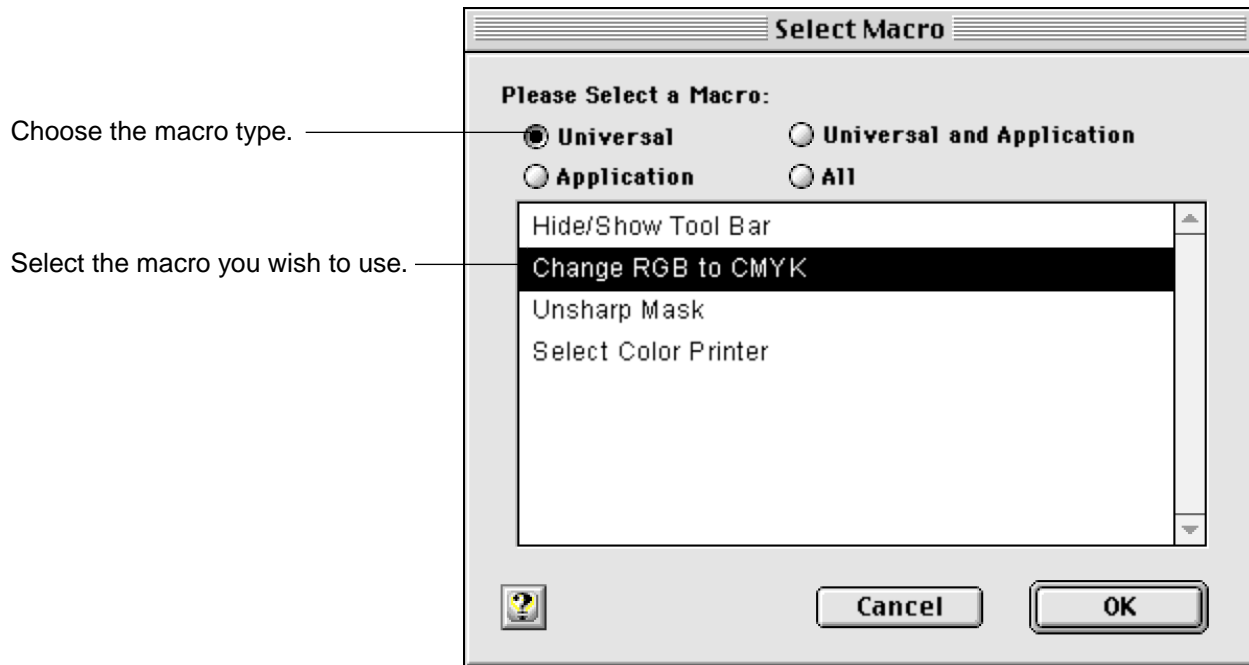 Select Macro
Please Select a Macro:
Choose the macro type.
Universal
Universal and Application
Application
All
Hide/Show Tool Bar
Select the macro you wish to use.
Change RGB to CMYK
Unsharp Mask
Select Color Printer
?
Cancel
OK